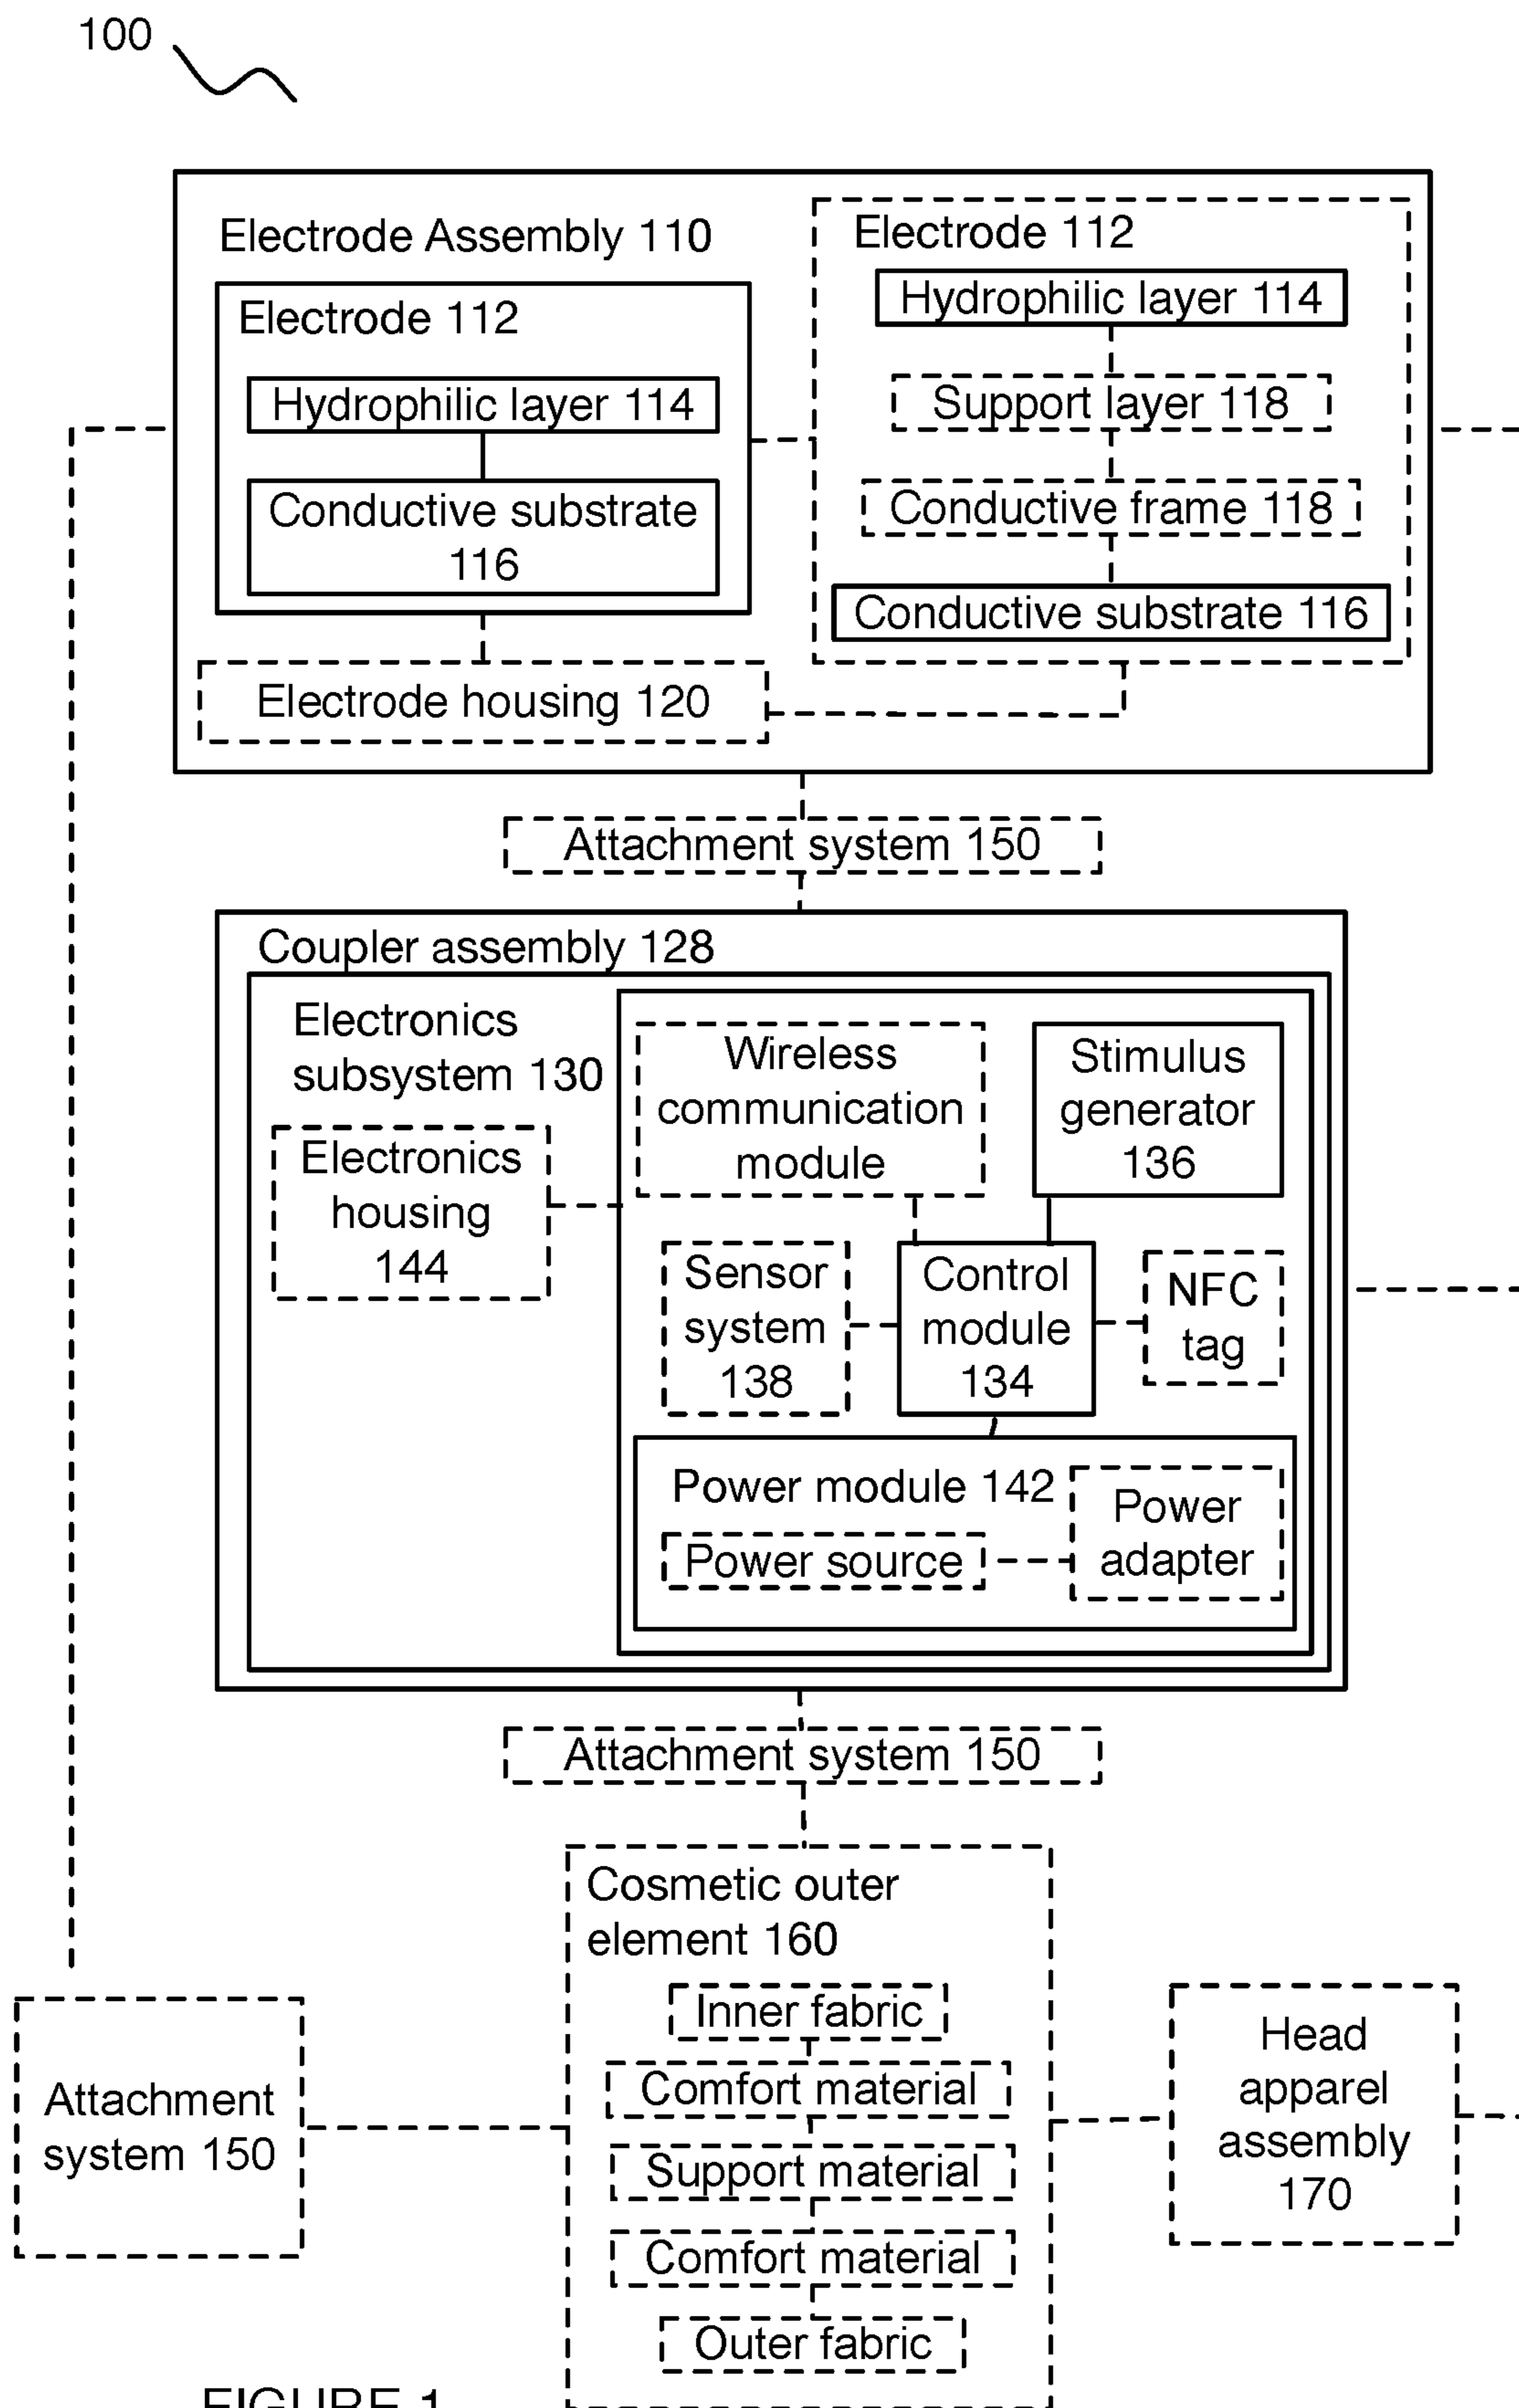 100
Electrode Assembly 110
Electrode 112
Hydrophilic layer 114
Conductive substrate
116
Electrode 112
Hydrophilic layer 114
Support layer 118
Conductive frame 118
Conductive substrate 116
Electrode housing 120
Attachment system 150
Coupler assembly 128
Electronics
subsystem 130
Electronics
housing
144
Wireless
communication
module
Stimulus
generator
136
Sensor
system
138
Control
module
134
NFC
tag
Power module 142
Power source
Power
adapter
Attachment system 150
Cosmetic outer
element 160
Inner fabric
Comfort material
Support material
Comfort material
Outer fabric
Attachment
system 150
Head
apparel
assembly
170
FIGURE 1